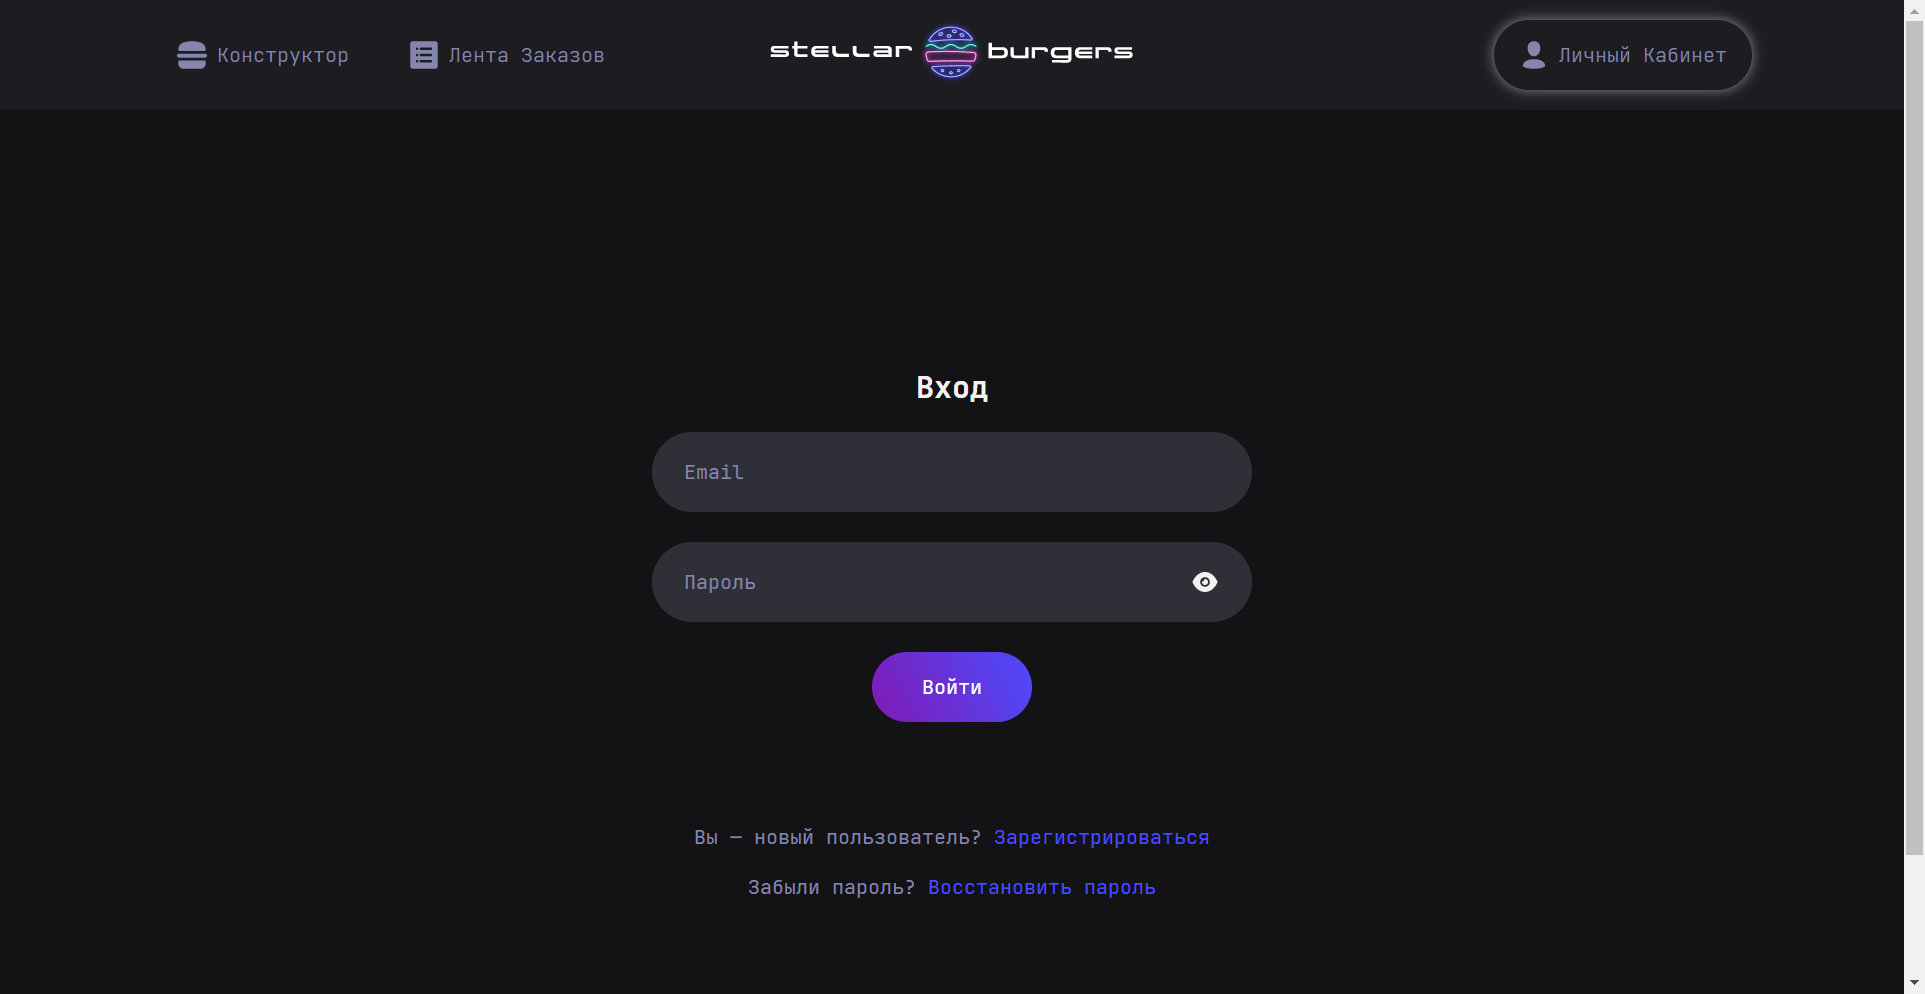 Конструктор
Лента Заказов
stellar burgers
Личный Кабинет
Вход
Email
Пароль
Войти
Вы — новый пользователь? Зарегистрироваться
Забыли пароль? Восстановить пароль